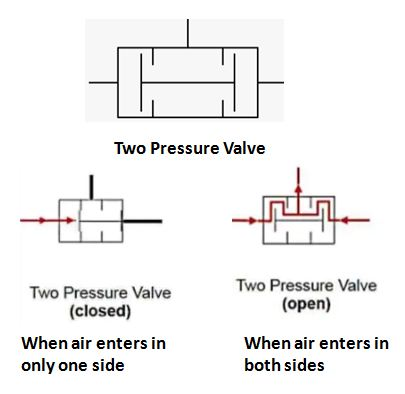 Two Pressure Valve
Two Pressure Valve
(closed)
Two Pressure Valve
(open)
When air enters in
only one side
When air enters in
both sides